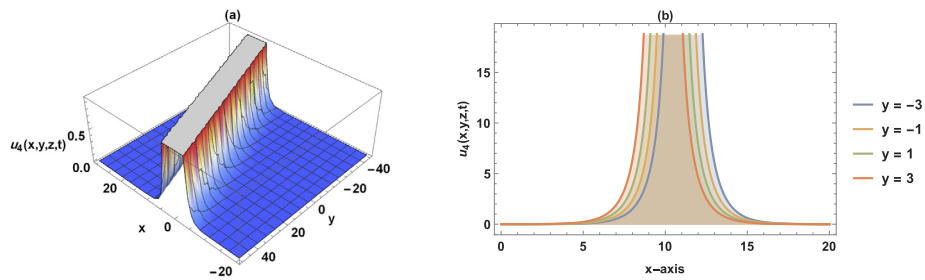 (a)
u₄(x,y,z,t)
0.5
0.0
20
x
0
-20
-40
-20
0
y
20
40
(b)
u₄(x,y,z,t)
15
10
5
0
0 5 10 15 20
x-axis
y = -3
y = -1
y = 1
y = 3